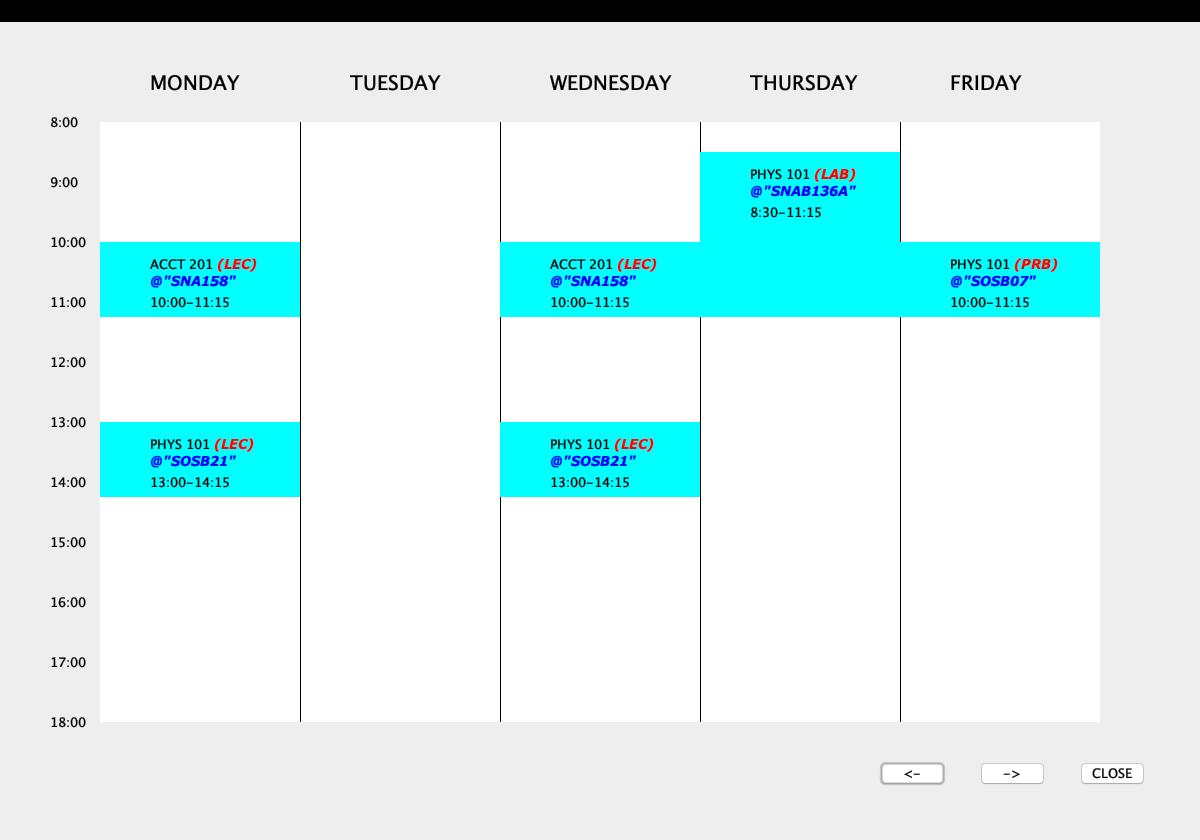 MONDAY TUESDAY WEDNESDAY THURSDAY FRIDAY
8:00
PHYS 101 (LAB)
9:00
@"SNAB136A"
8:30-11:15
10:00
ACCT 201 (LEC) ACCT 201 (LEC) PHYS 101 (PRB)
@"SNA158" @"SNA158" @"SOSB07"
11:00 10:00-11:15 10:00-11:15 10:00-11:15
12:00
13:00
PHYS 101 (LEC) PHYS 101 (LEC)
@"SOSB21" @"SOSB21"
14:00 13:00-14:15 13:00-14:15
15:00
16:00
17:00
18:00
<- -> CLOSE